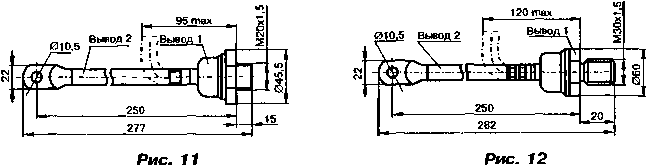 95 max
Ø10,5
Вывод 2
Вывод 1
M20x1,5
22
Ø45,5
250
15
277
Рис. 11
120 max
Ø10,5
Вывод 2
Вывод 1
M30x1,5
22
Ø60
250
20
282
Рис. 12